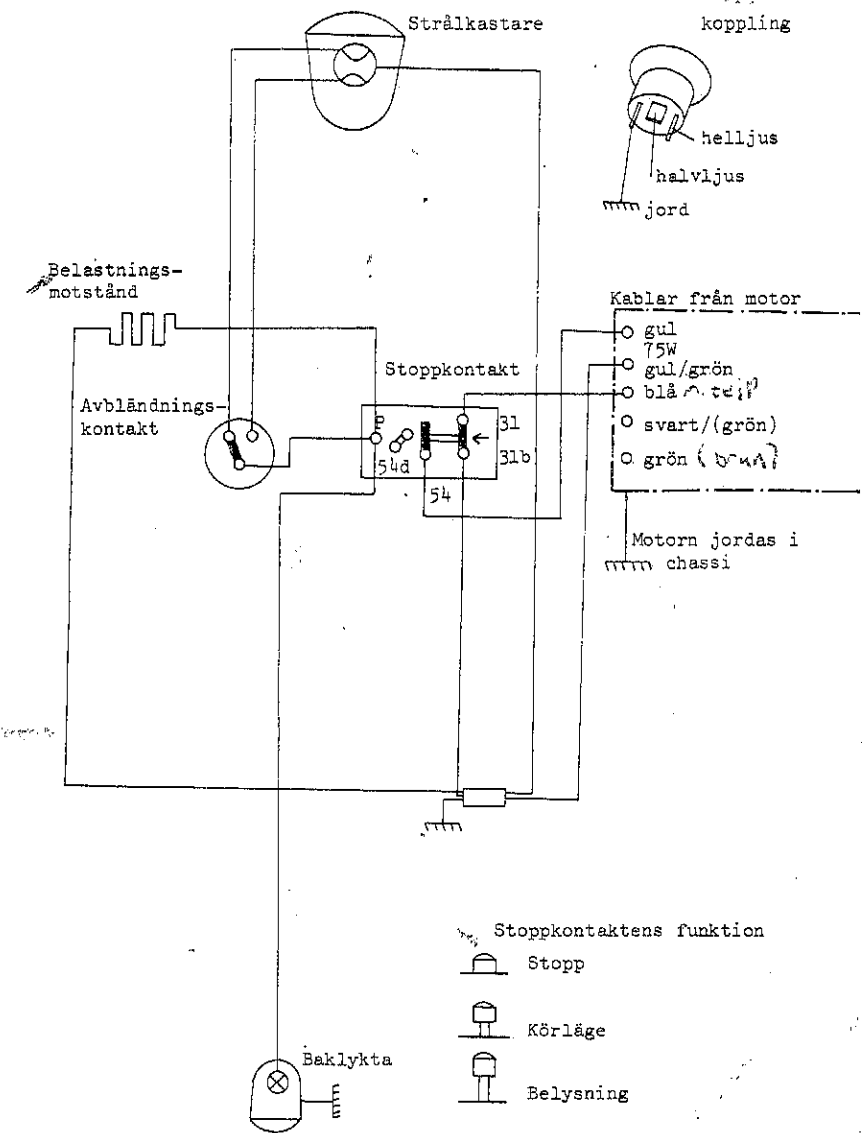 Strålkastare
koppling
helljus
halvljus
jord
Belastnings-
motstånd
Kablar från motor
gul
75W
gul/grön
blå
svart/(grön)
grön (brun)
Stoppkontakt
Avbländnings-
kontakt
P
54d
54
31
31b
Motorn jordas i
chassi
Stoppkontaktens funktion
Stopp
Körläge
Belysning
Baklykta